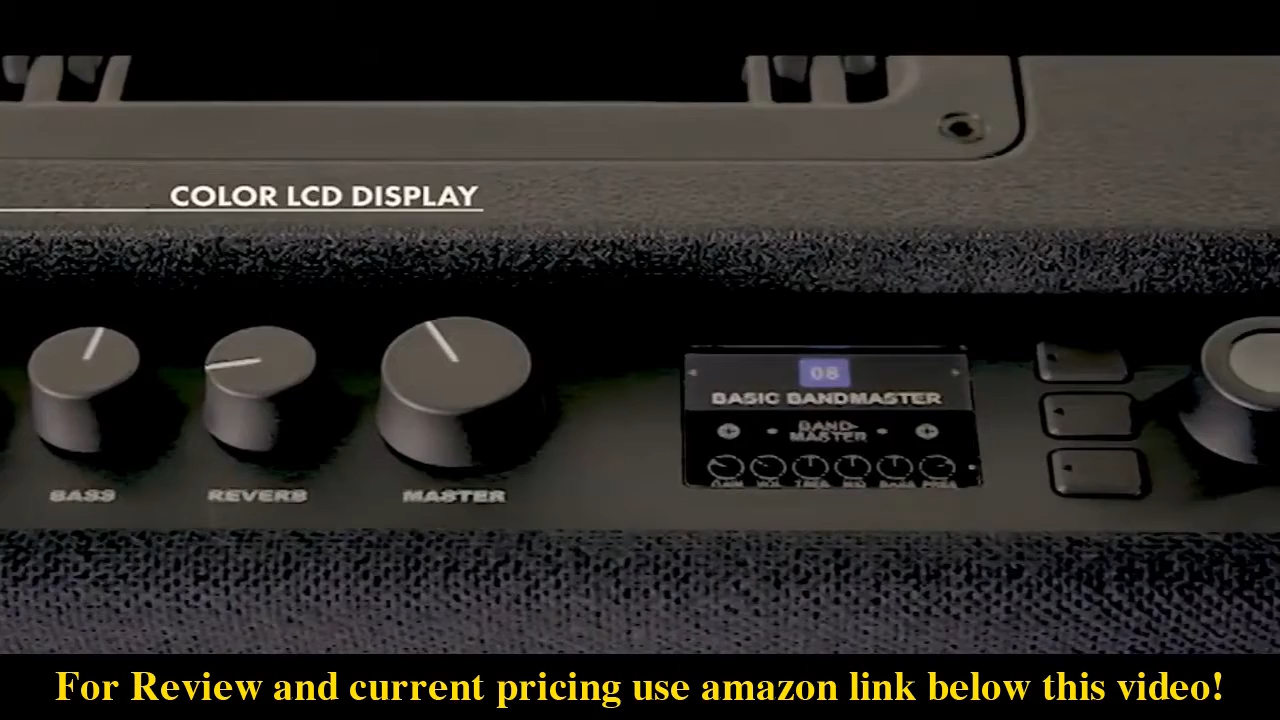 COLOR LCD DISPLAY
08
BASIC BANDMASTER
BAND-
MASTER
BASS REVERB MASTER
For Review and current pricing use amazon link below this video!